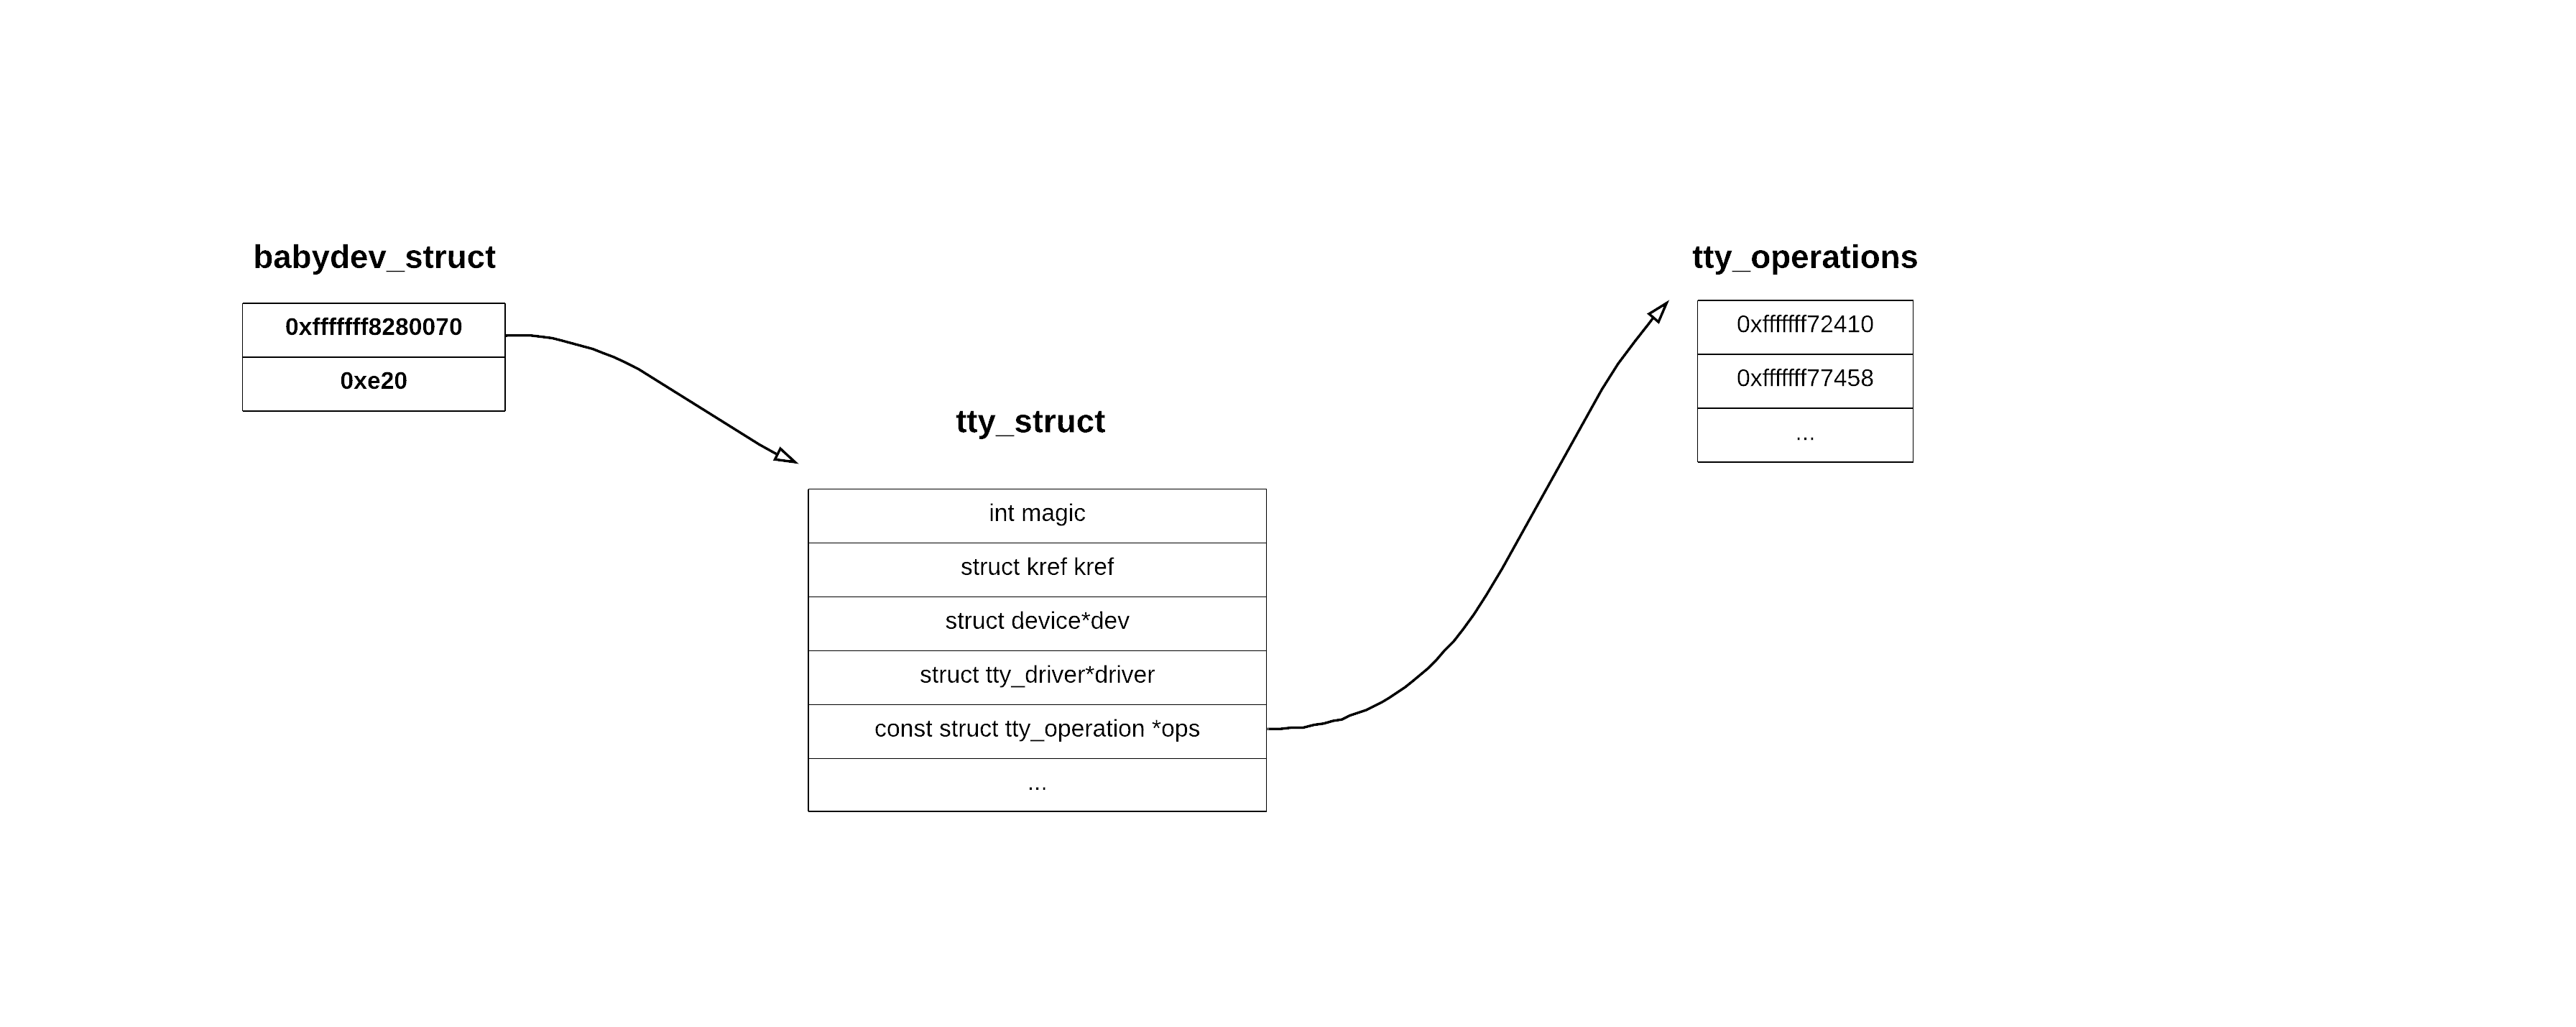 babydev_struct
0xfffffff8280070
0xe20
tty_struct
int magic
struct kref kref
struct device*dev
struct tty_driver*driver
const struct tty_operation *ops
...
tty_operations
0xfffffff72410
0xfffffff77458
...